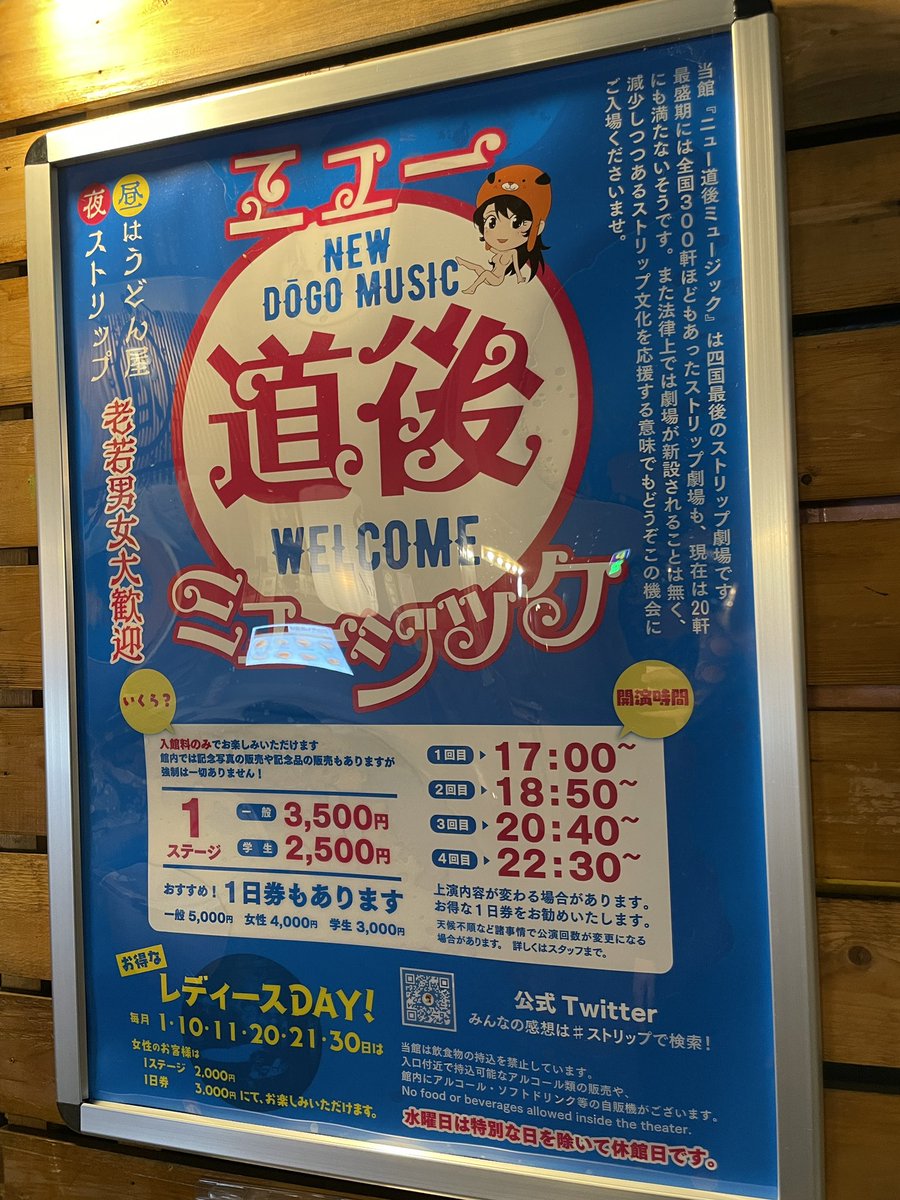 当館『ニュー道後ミュージック』は四国最後のストリップ劇場です。
最盛期には全国300軒ほどもあったストリップ劇場も、現在は20軒
にも満たないそうです。また法律上では劇場が新設されることは無く、
減少しつつあるストリップ文化を応援する意味でもどうぞこの機会に
ご入場くださいませ。
昼はうどん屋
夜ストリップ
老若男女大歓迎
ニュー
NEW
DŌGO MUSIC
道後
WELCOME
ミュージック
いくら?
入館料のみでお楽しみいただけます
館内では記念写真の販売や記念品の販売もありますが
強制は一切ありません!
1
ステージ
一般 3,500円
学生 2,500円
おすすめ! 1日券もあります
一般 5,000円 女性 4,000円 学生 3,000円
開演時間
1回目 17:00~
2回目 18:50~
3回目 20:40~
4回目 22:30~
上演内容が変わる場合があります。
お得な1日券をお勧めいたします。
天候不順など諸事情で公演回数が変更になる
場合があります。 詳しくはスタッフまで。
お得な
レディースDAY!
毎月 1・10・11・20・21・30日は
女性のお客様は
1ステージ 2,000円
1日券 3,000円 にて、お楽しみいただけます。
公式 Twitter
みんなの感想は#ストリップで検索!
当館は飲食物の持込を禁止しています。
入口付近で持込可能なアルコール類の販売や、
館内にアルコール・ソフトドリンク等の自販機がございます。
No food or beverages allowed inside the theater.
水曜日は特別な日を除いて休館日です。